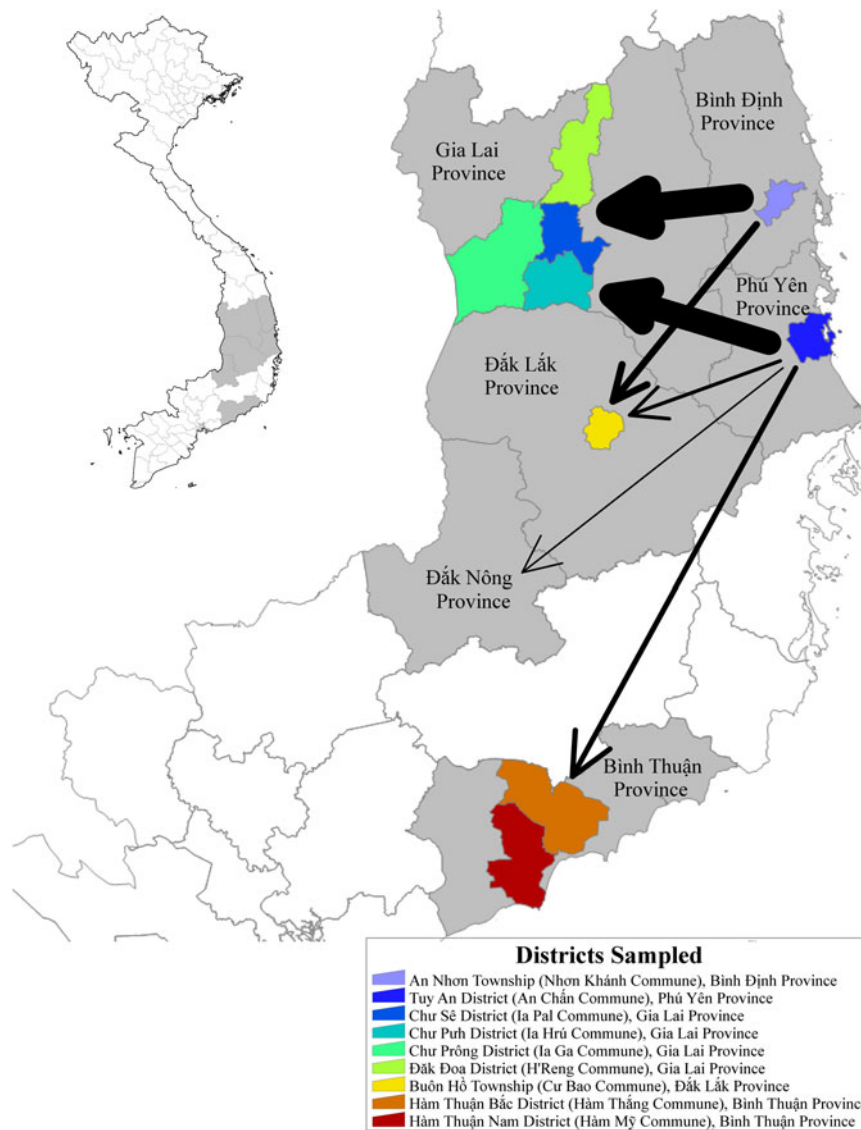 Bình Định
Province
Gia Lai
Province
Phú Yên
Province
Đắk Lắk
Province
Đắk Nông
Province
Bình Thuận
Province
Districts Sampled
An Nhơn Township (Nhơn Khánh Commune), Bình Định Province
Tuy An District (An Chấn Commune), Phú Yên Province
Chư Sê District (Ia Pal Commune), Gia Lai Province
Chư Pưh District (Ia Hrú Commune), Gia Lai Province
Chư Prông District (Ia Ga Commune), Gia Lai Province
Đăk Đoa District (H'Reng Commune), Gia Lai Province
Buôn Hồ Township (Cư Bao Commune), Đắk Lắk Province
Hàm Thuận Bắc District (Hàm Thắng Commune), Bình Thuận Province
Hàm Thuận Nam District (Hàm Mỹ Commune), Bình Thuận Province